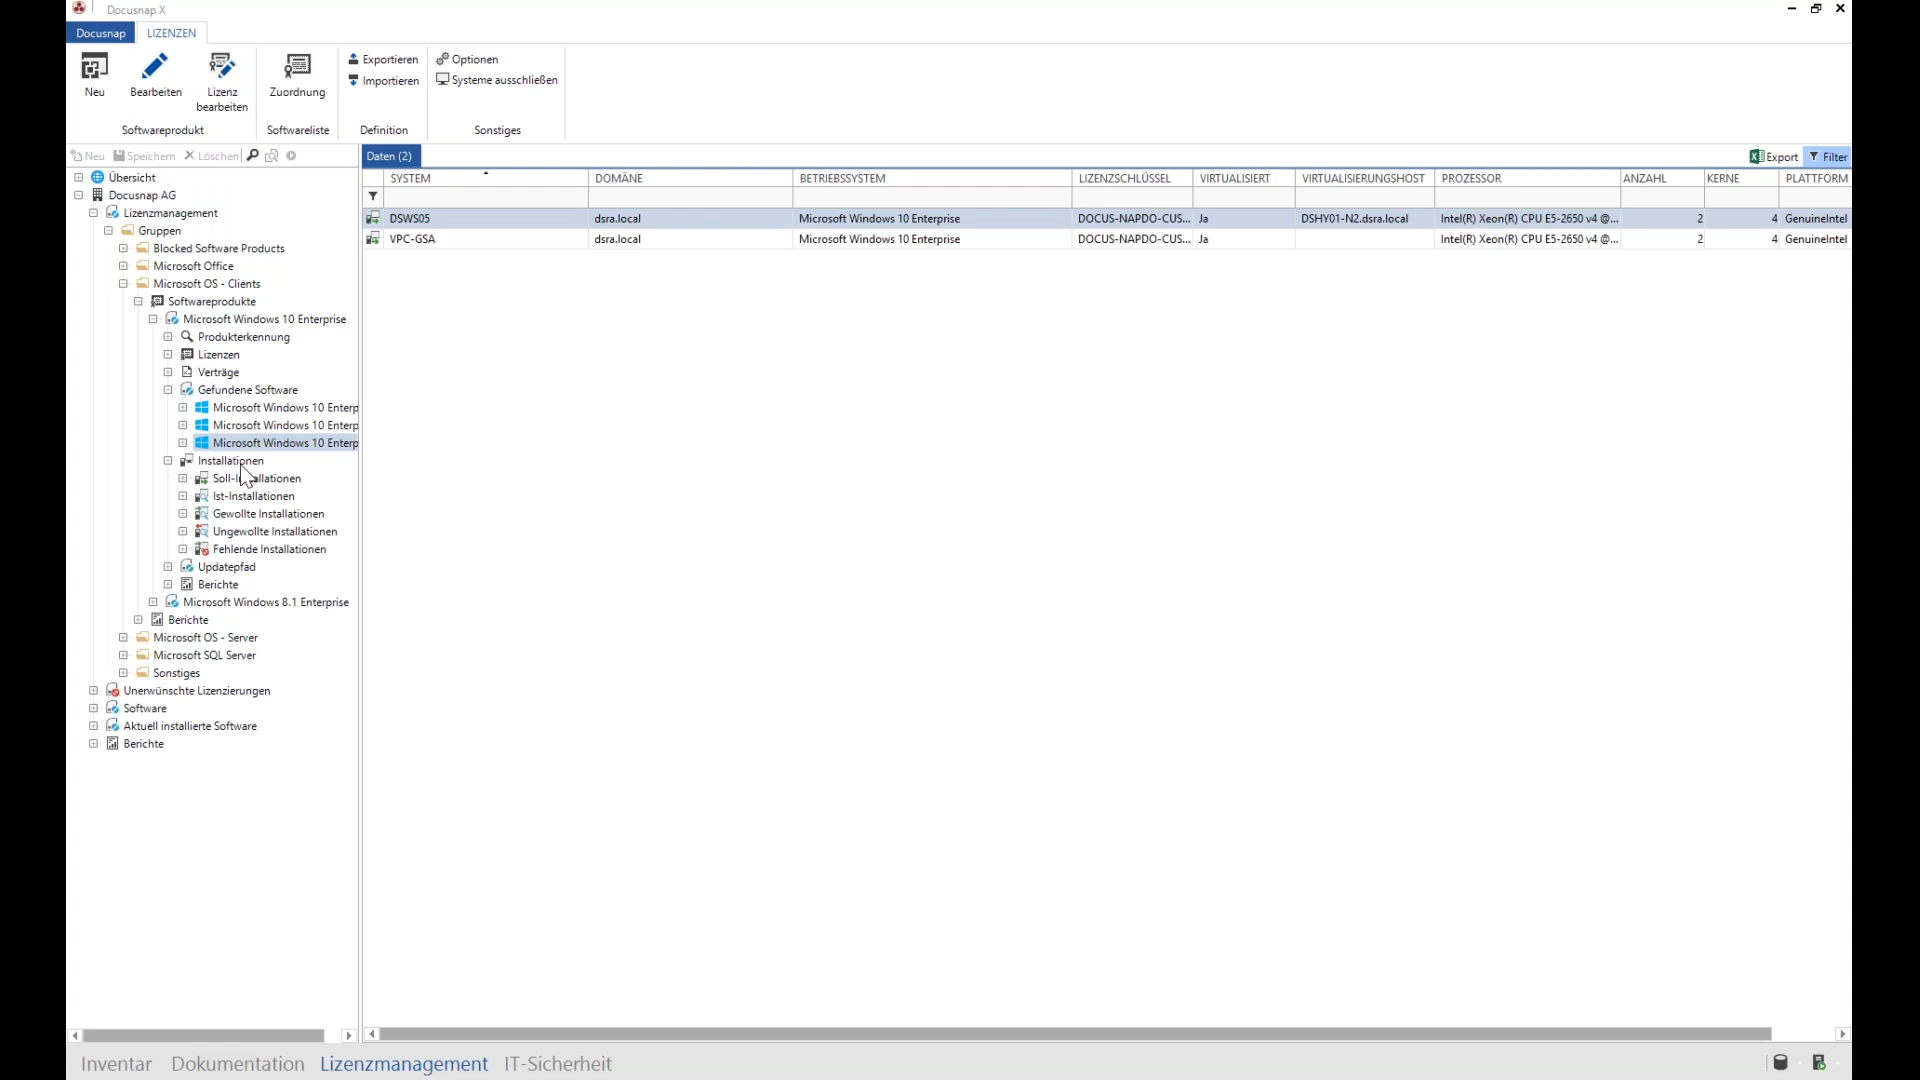 Docusnap X
Docusnap LIZENZEN
Neu Bearbeiten Lizenz bearbeiten Zuordnung Exportieren Importieren Optionen Systeme ausschließen
Softwareprodukt Softwareliste Definition Sonstiges
Neu Speichern Löschen
Daten (2) Export Filter
SYSTEM DOMÄNE BETRIEBSSYSTEM LIZENZSCHLÜSSEL VIRTUALISIERT VIRTUALISIERUNGSHOST PROZESSOR ANZAHL KERNE PLATTFORM
DSWS05 dsra.local Microsoft Windows 10 Enterprise DOCUS-NAPDO-CUS... Ja DSHY01-N2.dsra.local Intel(R) Xeon(R) CPU E5-2650 v4 @... 2 4 GenuineIntel
VPC-GSA dsra.local Microsoft Windows 10 Enterprise DOCUS-NAPDO-CUS... Ja Intel(R) Xeon(R) CPU E5-2650 v4 @... 2 4 GenuineIntel
Übersicht
Docusnap AG
Lizenzmanagement
Gruppen
Blocked Software Products
Microsoft Office
Microsoft OS - Clients
Softwareprodukte
Microsoft Windows 10 Enterprise
Produkterkennung
Lizenzen
Verträge
Gefundene Software
Microsoft Windows 10 Enterp
Microsoft Windows 10 Enterp
Microsoft Windows 10 Enterp
Installationen
Ist-Installationen
Gewollte Installationen
Ungewollte Installationen
Fehlende Installationen
Updatepfad
Berichte
Microsoft Windows 8.1 Enterprise
Berichte
Microsoft OS - Server
Microsoft SQL Server
Sonstiges
Unerwünschte Lizenzierungen
Software
Aktuell installierte Software
Berichte
Inventar Dokumentation Lizenzmanagement IT-Sicherheit